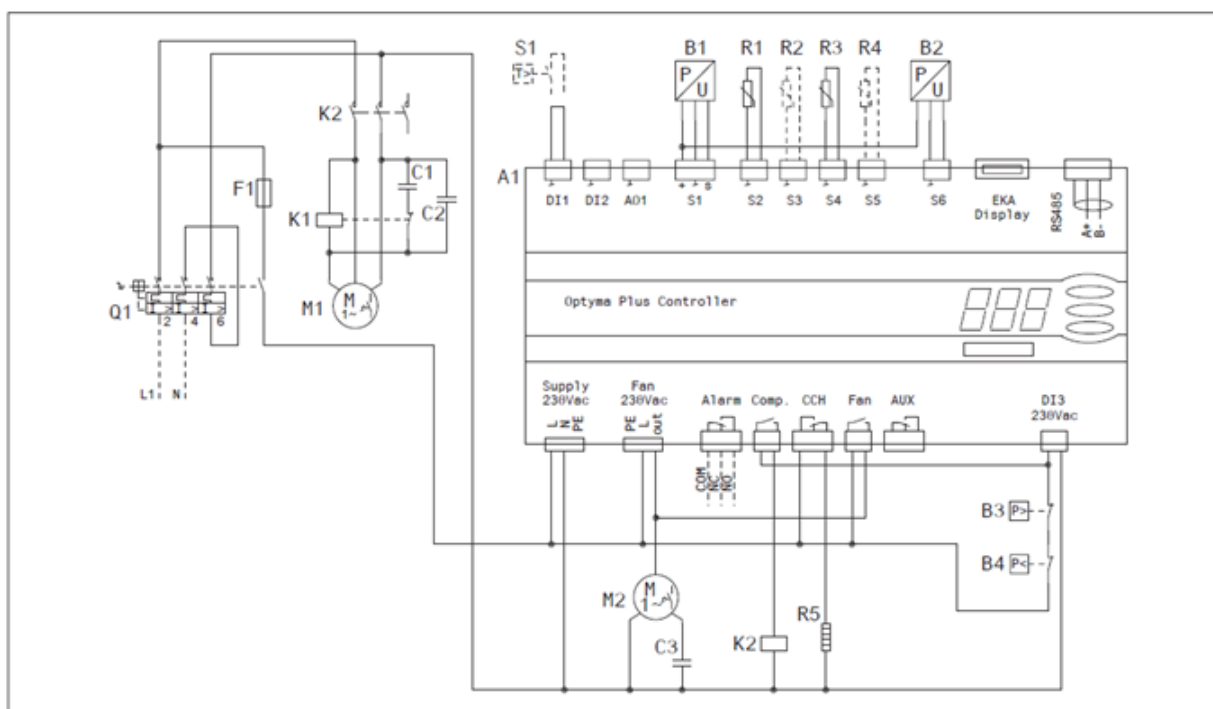 S1 B1 R1 R2 R3 R4 B2
T>
P U P U
K2
A1
C1
F1
C2
DI1 DI2 AO1 + - s S1 S2 S3 S4 S5 S6 EKA Display RS485 A+ B-
K1
M1 M 1~
Optyma Plus Controller
Q1 I> I> I>
2 4 6
L1 N
Supply 230Vac Fan 230Vac Alarm Comp. CCH Fan AUX DI3 230Vac
L N PE PE L out
COM NC NO
B3 P>
B4 P<
M2 M 1~
R5
C3 K2